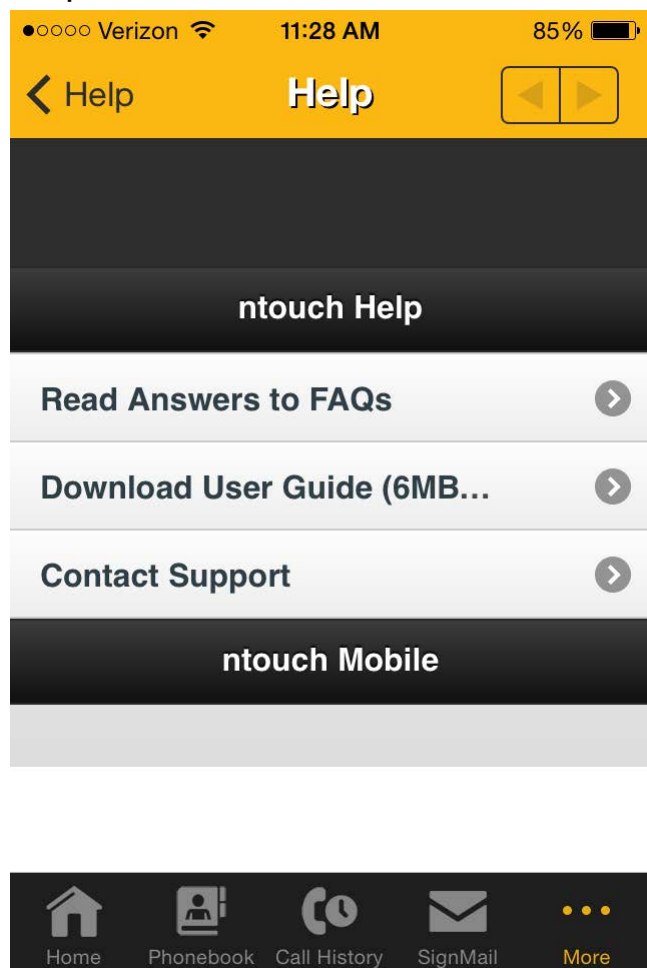 Verizon 11:28 AM 85%
Help Help
ntouch Help
Read Answers to FAQs
Download User Guide (6MB...
Contact Support
ntouch Mobile
Home Phonebook Call History SignMail More